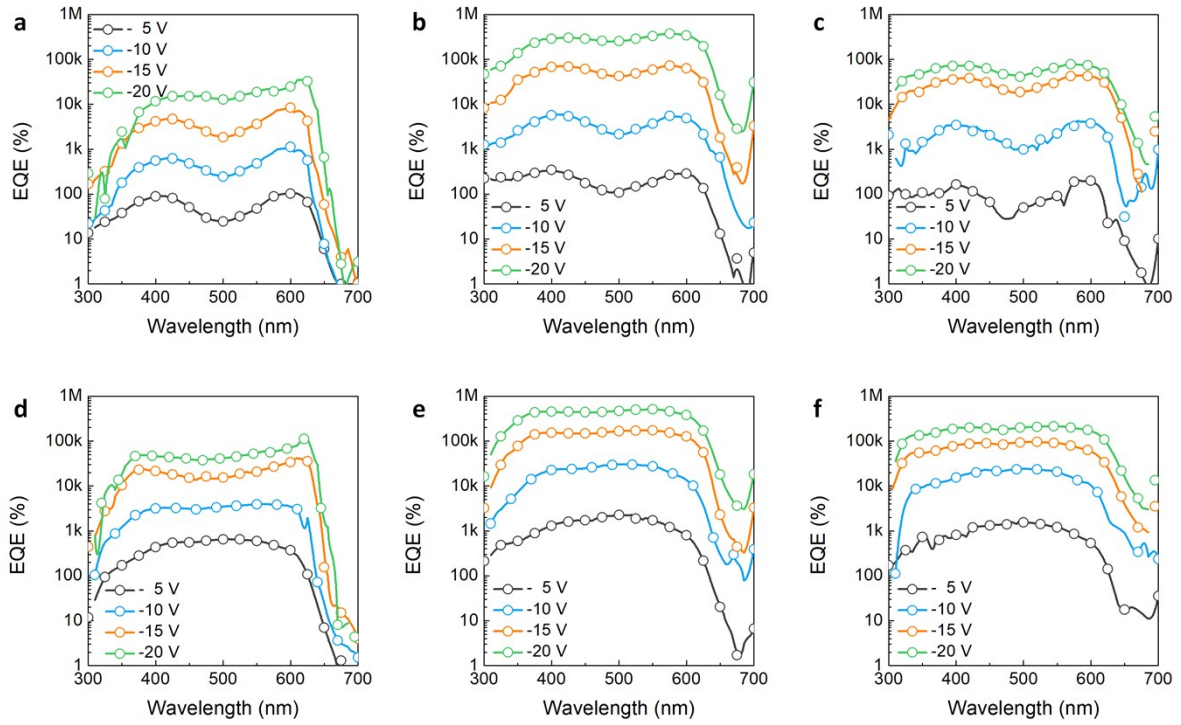 a
1M
100k
10k
1k
100
10
1
EQE (%)
- 5 V
-10 V
-15 V
-20 V
300 400 500 600 700
Wavelength (nm)
b
1M
100k
10k
1k
100
10
1
EQE (%)
- 5 V
-10 V
-15 V
-20 V
300 400 500 600 700
Wavelength (nm)
c
1M
100k
10k
1k
100
10
1
EQE (%)
- 5 V
-10 V
-15 V
-20 V
300 400 500 600 700
Wavelength (nm)
d
1M
100k
10k
1k
100
10
1
EQE (%)
- 5 V
-10 V
-15 V
-20 V
300 400 500 600 700
Wavelength (nm)
e
1M
100k
10k
1k
100
10
1
EQE (%)
- 5 V
-10 V
-15 V
-20 V
300 400 500 600 700
Wavelength (nm)
f
1M
100k
10k
1k
100
10
1
EQE (%)
- 5 V
-10 V
-15 V
-20 V
300 400 500 600 700
Wavelength (nm)